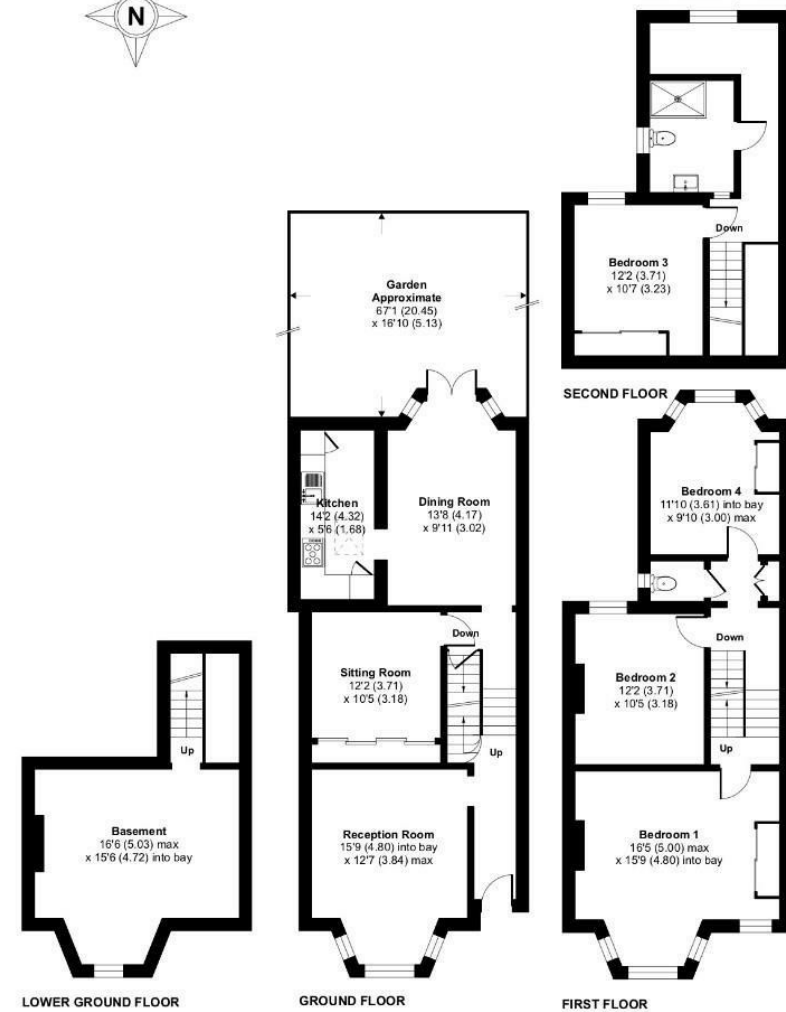 N
Garden
Approximate
67'1 (20.45)
x 16'10 (5.13)
Kitchen
14'2 (4.32)
x 5'6 (1.68)
Dining Room
13'8 (4.17)
x 9'11 (3.02)
Down
Sitting Room
12'2 (3.71)
x 10'5 (3.18)
Up
Reception Room
15'9 (4.80) into bay
x 12'7 (3.84) max
GROUND FLOOR
Up
Basement
16'6 (5.03) max
x 15'6 (4.72) into bay
LOWER GROUND FLOOR
Down
Bedroom 3
12'2 (3.71)
x 10'7 (3.23)
SECOND FLOOR
Bedroom 4
11'10 (3.61) into bay
x 9'10 (3.00) max
Down
Bedroom 2
12'2 (3.71)
x 10'5 (3.18)
Up
Bedroom 1
16'5 (5.00) max
x 15'9 (4.80) into bay
FIRST FLOOR